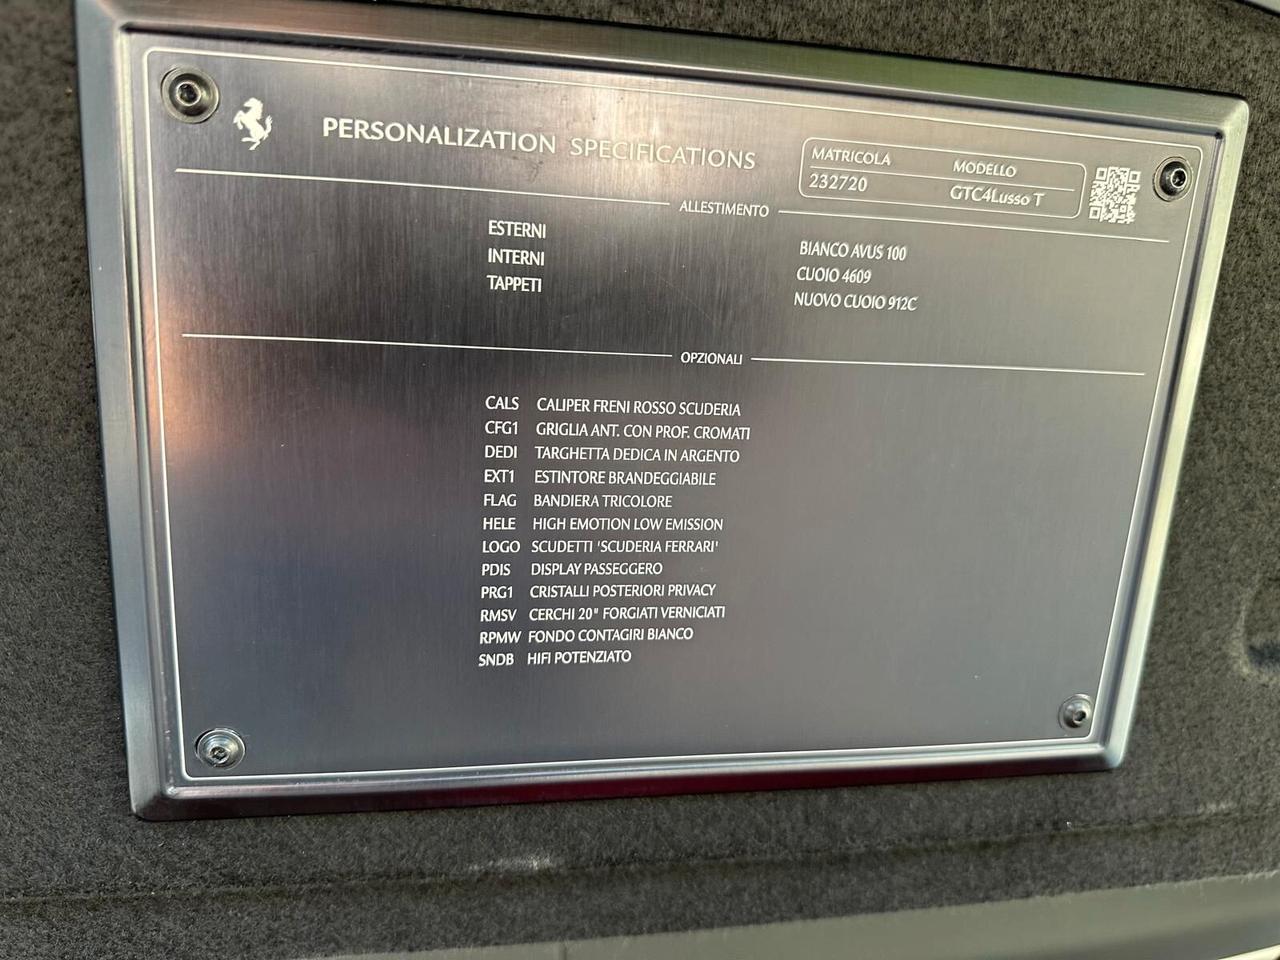 PERSONALIZATION SPECIFICATIONS
MATRICOLA MODELLO
232720 GTC4Lusso T
ALLESTIMENTO
ESTERNI BIANCO AVUS 100
INTERNI CUOIO 4609
TAPPETI NUOVO CUOIO 912C
OPZIONALI
CALS CALIPER FRENI ROSSO SCUDERIA
CFG1 GRIGLIA ANT. CON PROF. CROMATI
DEDI TARGHETTA DEDICA IN ARGENTO
EXT1 ESTINTORE BRANDEGGIABILE
FLAG BANDIERA TRICOLORE
HELE HIGH EMOTION LOW EMISSION
LOGO SCUDETTI 'SCUDERIA FERRARI'
PDIS DISPLAY PASSEGGERO
PRG1 CRISTALLI POSTERIORI PRIVACY
RMSV CERCHI 20" FORGIATI VERNICIATI
RPMW FONDO CONTAGIRI BIANCO
SNDB HIFI POTENZIATO